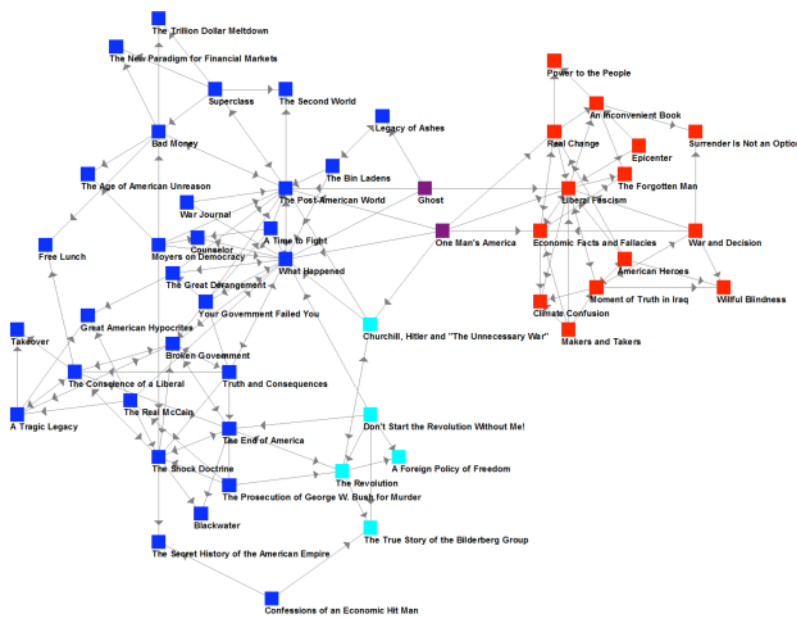 The Trillion Dollar Meltdown
The New Paradigm for Financial Markets
Power to the People
Superclass
The Second World
An Inconvenient Book
Legacy of Ashes
Bad Money
Real Change
Surrender Is Not an Option
Epicenter
The Age of American Unreason
The Bin Ladens
The Forgotten Man
War Journal
The Post-American World
Ghost
Liberal Fascism
A Time to Fight
Counselor
One Man's America
Economic Facts and Fallacies
War and Decision
Free Lunch
Moyers on Democracy
What Happened
American Heroes
The Great Derangement
Your Government Failed You
Moment of Truth in Iraq
Willful Blindness
Climate Confusion
Great American Hypocrites
Takeover
Churchill, Hitler and "The Unnecessary War"
Makers and Takers
Broken Government
The Conscience of a Liberal
Truth and Consequences
The Real McCain
A Tragic Legacy
The End of America
Don't Start the Revolution Without Me!
The Shock Doctrine
The Revolution
A Foreign Policy of Freedom
The Prosecution of George W. Bush for Murder
Blackwater
The True Story of the Bilderberg Group
The Secret History of the American Empire
Confessions of an Economic Hit Man